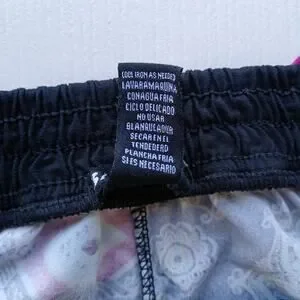 COOL IRON AS NEEDED
LAVAR A MAQUINA
CON AGUA FRIA
CICLO DELICADO
NO USAR
BLANKUEADOR
SECAR EN EL
TENDEDERO
PLANCHA FRIA
SI ES NECESARIO